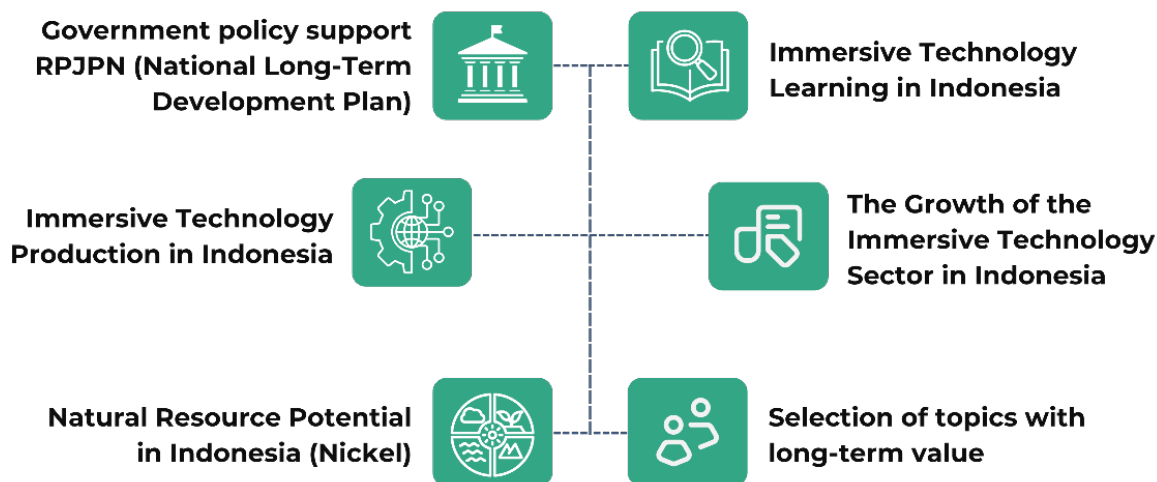 Government policy support
RPJPN (National Long-Term
Development Plan)
Immersive Technology
Learning in Indonesia
Immersive Technology
Production in Indonesia
The Growth of the
Immersive Technology
Sector in Indonesia
Natural Resource Potential
in Indonesia (Nickel)
Selection of topics with
long-term value